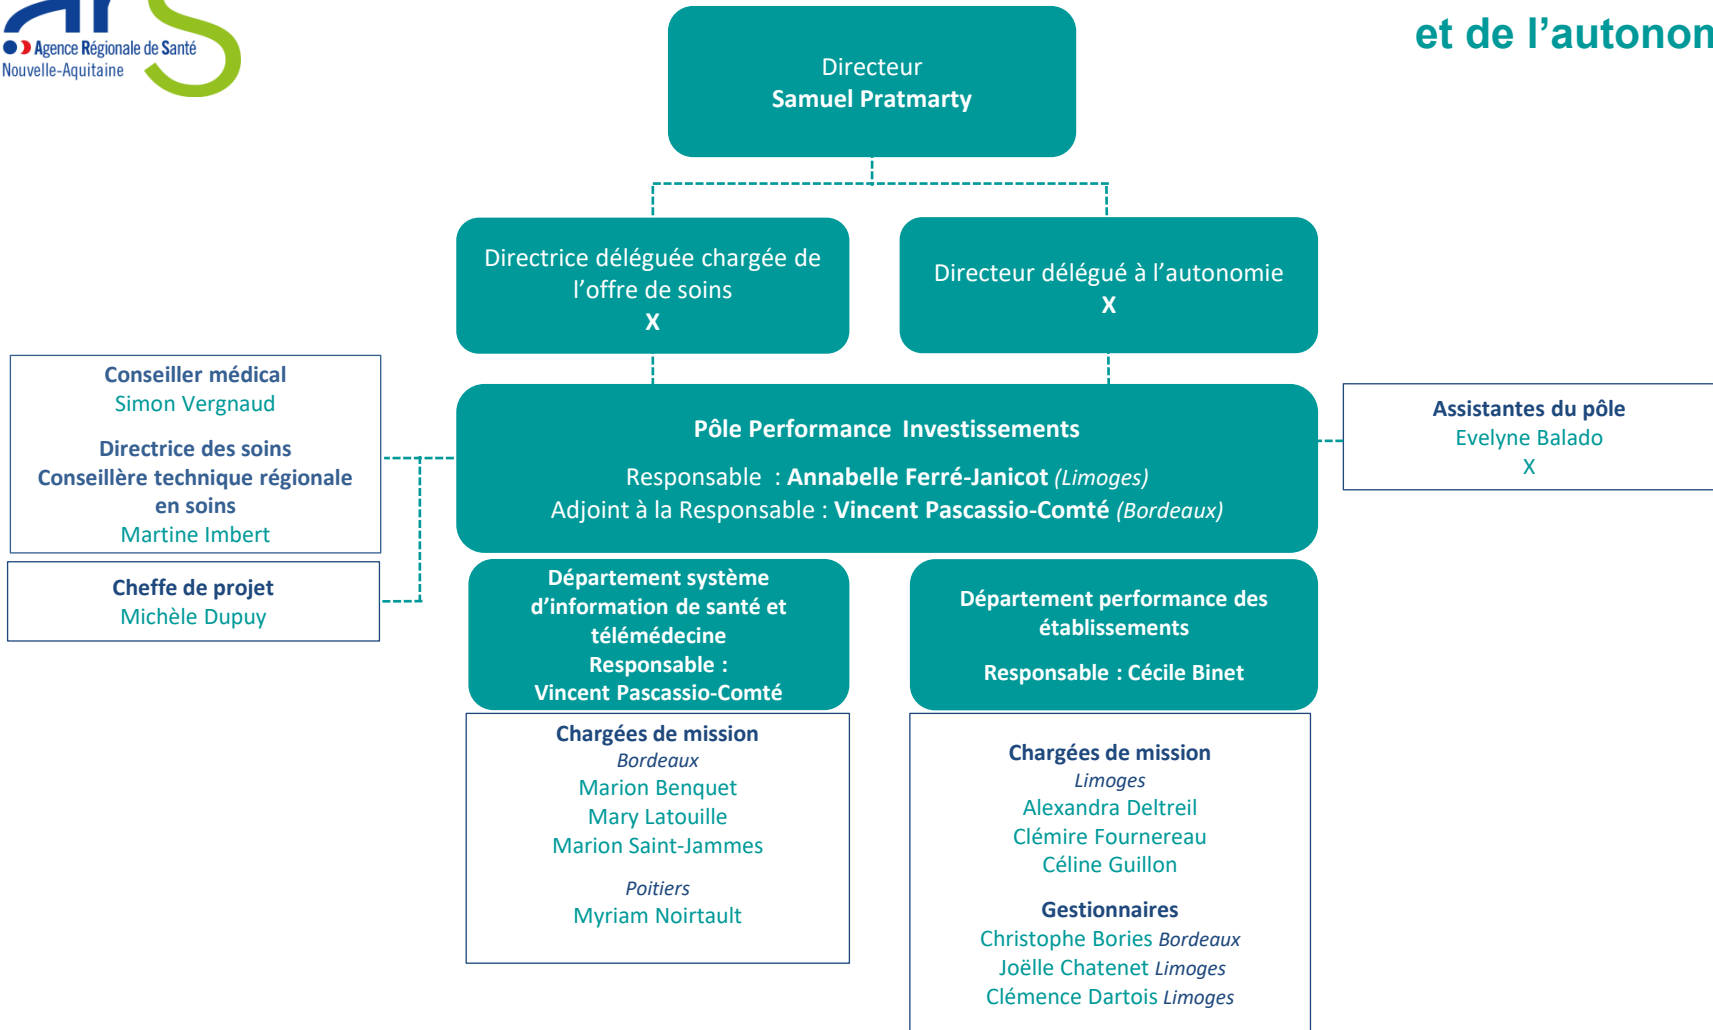 ars
Agence Régionale de Santé
Nouvelle-Aquitaine
et de l’autonom
Directeur
Samuel Pratmarty
Directrice déléguée chargée de
l’offre de soins
X
Directeur délégué à l’autonomie
X
Conseiller médical
Simon Vergnaud
Directrice des soins
Conseillère technique régionale
en soins
Martine Imbert
Cheffe de projet
Michèle Dupuy
Pôle Performance Investissements
Responsable : Annabelle Ferré-Janicot (Limoges)
Adjoint à la Responsable : Vincent Pascassio-Comté (Bordeaux)
Assistantes du pôle
Evelyne Balado
X
Département système
d’information de santé et
télémédecine
Responsable :
Vincent Pascassio-Comté
Chargées de mission
Bordeaux
Marion Benquet
Mary Latouille
Marion Saint-Jammes
Poitiers
Myriam Noirtault
Département performance des
établissements
Responsable : Cécile Binet
Chargées de mission
Limoges
Alexandra Deltreil
Clémire Fournereau
Céline Guillon
Gestionnaires
Christophe Bories Bordeaux
Joëlle Chatenet Limoges
Clémence Dartois Limoges